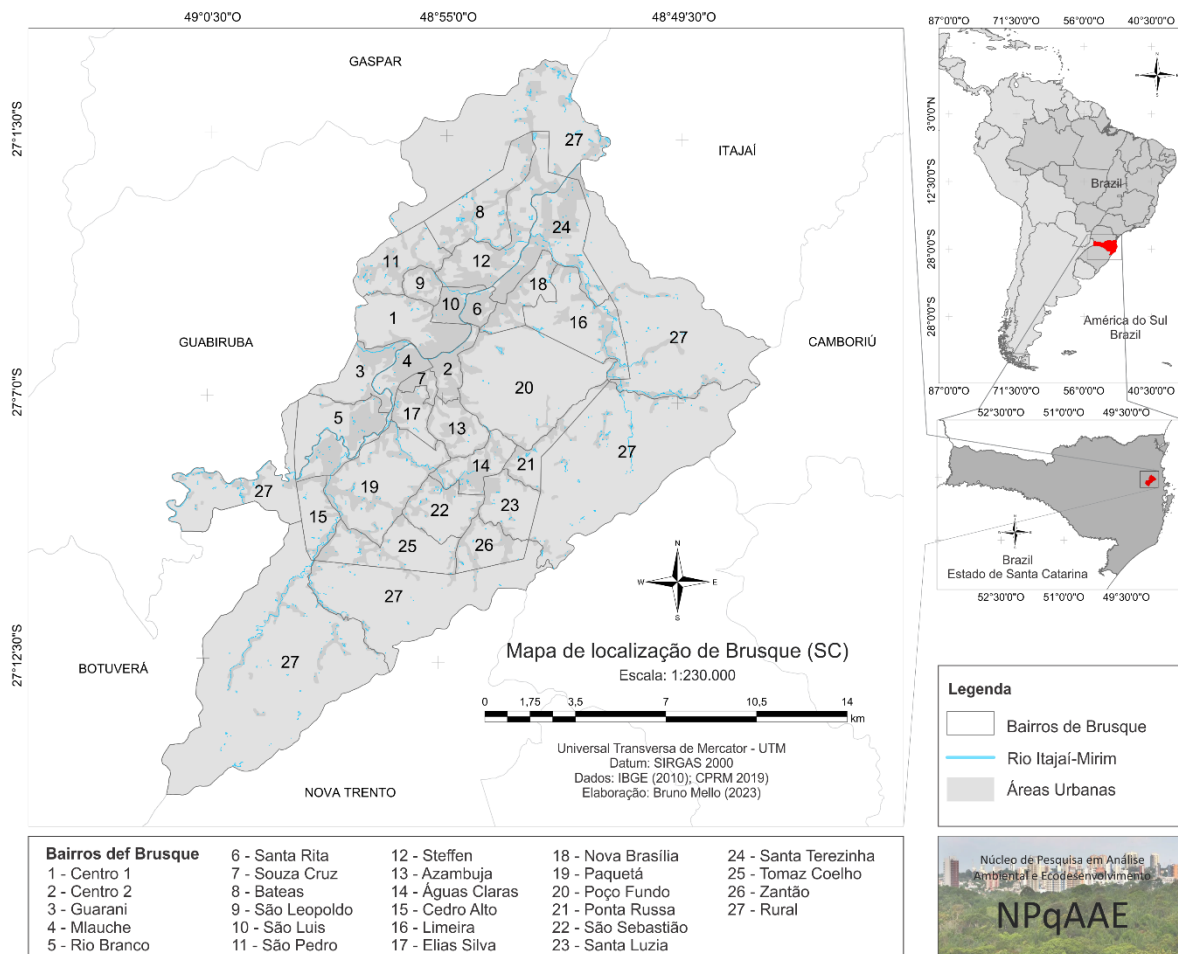 49°0'30"O
48°55'0"O
48°49'30"O
27°1'30"S
27°7'0"S
27°12'30"S
GASPAR
ITAJAÍ
GUABIRUBA
CAMBORIÚ
BOTUVERÁ
NOVA TRENTO
27
8
24
11
12
9
18
10
6
1
16
27
4
3
2
7
20
5
17
13
27
21
14
27
19
23
22
15
25
26
27
27
N
W E
S
Mapa de localização de Brusque (SC)
Escala: 1:230.000
0 1,75 3,5 7 10,5 14
km
Universal Transversa de Mercator - UTM
Datum: SIRGAS 2000
Dados: IBGE (2010); CPRM 2019)
Elaboração: Bruno Mello (2023)
87°0'0"O 71°30'0"O 56°0'0"O 40°30'0"O
3°0'0"N
12°30'0"S
28°0'0"S
28°0'0"S
Brazil
América do Sul
Brazil
87°0'0"O 71°30'0"O 56°0'0"O 40°30'0"O
52°30'0"O 51°0'0"O 49°30'0"O
Brazil
Estado de Santa Catarina
52°30'0"O 51°0'0"O 49°30'0"O
Legenda
Bairros de Brusque
Rio Itajaí-Mirim
Áreas Urbanas
Bairros def Brusque
1 - Centro 1
2 - Centro 2
3 - Guarani
4 - Mlauche
5 - Rio Branco
6 - Santa Rita
7 - Souza Cruz
8 - Bateas
9 - São Leopoldo
10 - São Luis
11 - São Pedro
12 - Steffen
13 - Azambuja
14 - Águas Claras
15 - Cedro Alto
16 - Limeira
17 - Elias Silva
18 - Nova Brasília
19 - Paquetá
20 - Poço Fundo
21 - Ponta Russa
22 - São Sebastião
23 - Santa Luzia
24 - Santa Terezinha
25 - Tomaz Coelho
26 - Zantão
27 - Rural
Núcleo de Pesquisa em Análise
Ambiental e Ecodesenvolvimento
NPqAAE